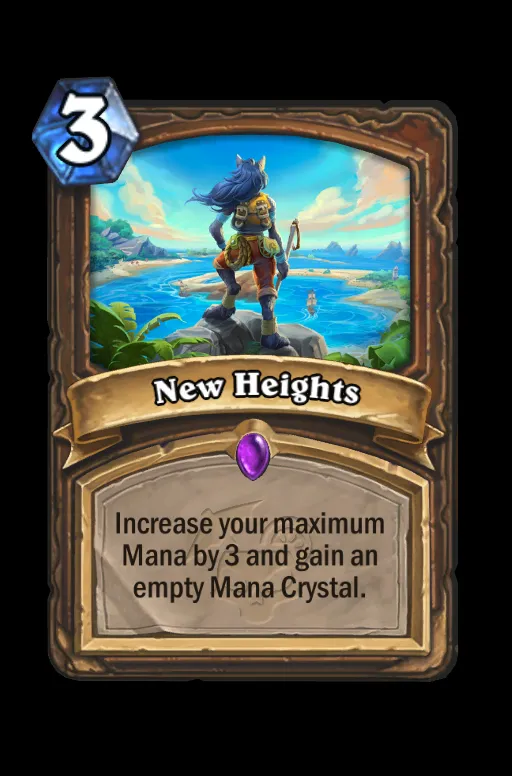 3
New Heights
Increase your maximum
Mana by 3 and gain an
empty Mana Crystal.